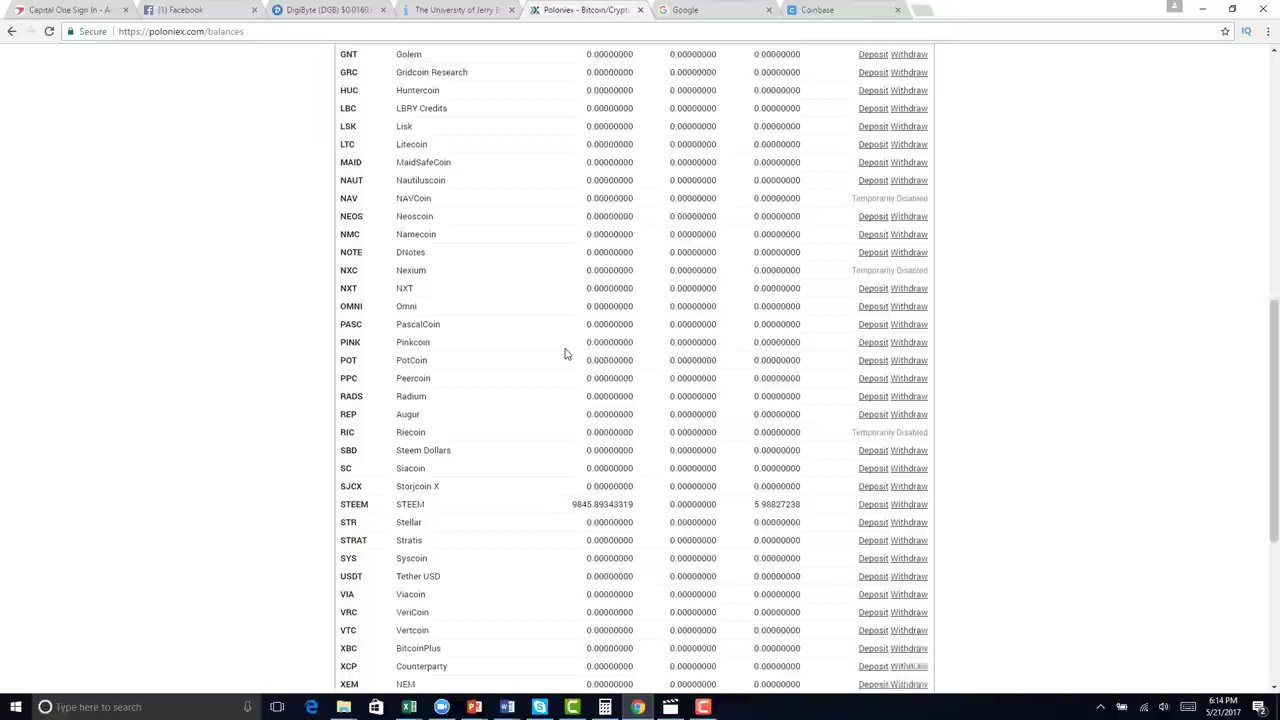 Capital One Sign In - Ac
Facebook
DigiByte (DGB) $0.0169
The University of Jerry B
Poloniex - Bitcoin/Crypt
Google
Coinbase
Secure https://poloniex.com/balances
GNT Golem 0.00000000 0.00000000 0.00000000 Deposit Withdraw
GRC Gridcoin Research 0.00000000 0.00000000 0.00000000 Deposit Withdraw
HUC Huntercoin 0.00000000 0.00000000 0.00000000 Deposit Withdraw
LBC LBRY Credits 0.00000000 0.00000000 0.00000000 Deposit Withdraw
LSK Lisk 0.00000000 0.00000000 0.00000000 Deposit Withdraw
LTC Litecoin 0.00000000 0.00000000 0.00000000 Deposit Withdraw
MAID MaidSafeCoin 0.00000000 0.00000000 0.00000000 Deposit Withdraw
NAUT Nautiluscoin 0.00000000 0.00000000 0.00000000 Deposit Withdraw
NAV NAVCoin 0.00000000 0.00000000 0.00000000 Temporarily Disabled
NEOS Neoscoin 0.00000000 0.00000000 0.00000000 Deposit Withdraw
NMC Namecoin 0.00000000 0.00000000 0.00000000 Deposit Withdraw
NOTE DNotes 0.00000000 0.00000000 0.00000000 Deposit Withdraw
NXC Nexium 0.00000000 0.00000000 0.00000000 Temporarily Disabled
NXT NXT 0.00000000 0.00000000 0.00000000 Deposit Withdraw
OMNI Omni 0.00000000 0.00000000 0.00000000 Deposit Withdraw
PASC PascalCoin 0.00000000 0.00000000 0.00000000 Deposit Withdraw
PINK Pinkcoin 0.00000000 0.00000000 0.00000000 Deposit Withdraw
POT PotCoin 0.00000000 0.00000000 0.00000000 Deposit Withdraw
PPC Peercoin 0.00000000 0.00000000 0.00000000 Deposit Withdraw
RADS Radium 0.00000000 0.00000000 0.00000000 Deposit Withdraw
REP Augur 0.00000000 0.00000000 0.00000000 Deposit Withdraw
RIC Riecoin 0.00000000 0.00000000 0.00000000 Temporarily Disabled
SBD Steem Dollars 0.00000000 0.00000000 0.00000000 Deposit Withdraw
SC Siacoin 0.00000000 0.00000000 0.00000000 Deposit Withdraw
SJCX Storjcoin X 0.00000000 0.00000000 0.00000000 Deposit Withdraw
STEEM STEEM 9845.89343319 0.00000000 5.98827238 Deposit Withdraw
STR Stellar 0.00000000 0.00000000 0.00000000 Deposit Withdraw
STRAT Stratis 0.00000000 0.00000000 0.00000000 Deposit Withdraw
SYS Syscoin 0.00000000 0.00000000 0.00000000 Deposit Withdraw
USDT Tether USD 0.00000000 0.00000000 0.00000000 Deposit Withdraw
VIA Viacoin 0.00000000 0.00000000 0.00000000 Deposit Withdraw
VRC VeriCoin 0.00000000 0.00000000 0.00000000 Deposit Withdraw
VTC Vertcoin 0.00000000 0.00000000 0.00000000 Deposit Withdraw
XBC BitcoinPlus 0.00000000 0.00000000 0.00000000 Deposit Withdraw
XCP Counterparty 0.00000000 0.00000000 0.00000000 Deposit Withdraw
XEM NEM 0.00000000 0.00000000 0.00000000 Deposit Withdraw
Type here to search
6:14 PM
5/21/2017